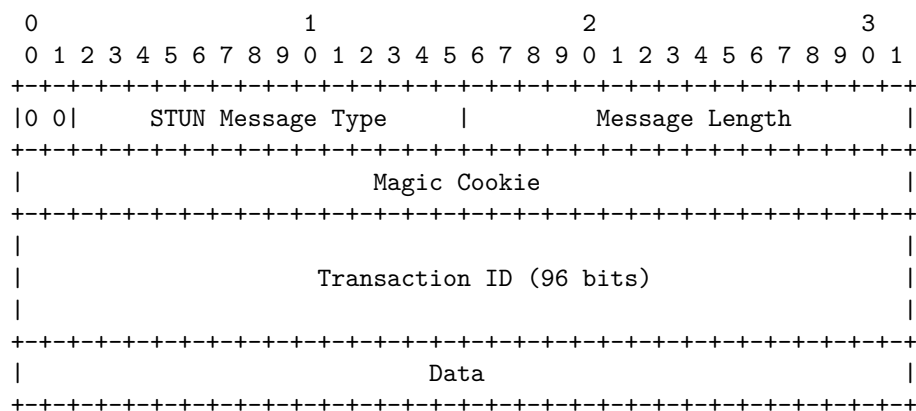 0                   1                   2                   3
0 1 2 3 4 5 6 7 8 9 0 1 2 3 4 5 6 7 8 9 0 1 2 3 4 5 6 7 8 9 0 1
+-+-+-+-+-+-+-+-+-+-+-+-+-+-+-+-+-+-+-+-+-+-+-+-+-+-+-+-+-+-+-+-+
|0 0|     STUN Message Type     |         Message Length        |
+-+-+-+-+-+-+-+-+-+-+-+-+-+-+-+-+-+-+-+-+-+-+-+-+-+-+-+-+-+-+-+-+
|                         Magic Cookie                          |
+-+-+-+-+-+-+-+-+-+-+-+-+-+-+-+-+-+-+-+-+-+-+-+-+-+-+-+-+-+-+-+-+
|                                                               |
|                     Transaction ID (96 bits)                  |
|                                                               |
+-+-+-+-+-+-+-+-+-+-+-+-+-+-+-+-+-+-+-+-+-+-+-+-+-+-+-+-+-+-+-+-+
|                             Data                              |
+-+-+-+-+-+-+-+-+-+-+-+-+-+-+-+-+-+-+-+-+-+-+-+-+-+-+-+-+-+-+-+-+